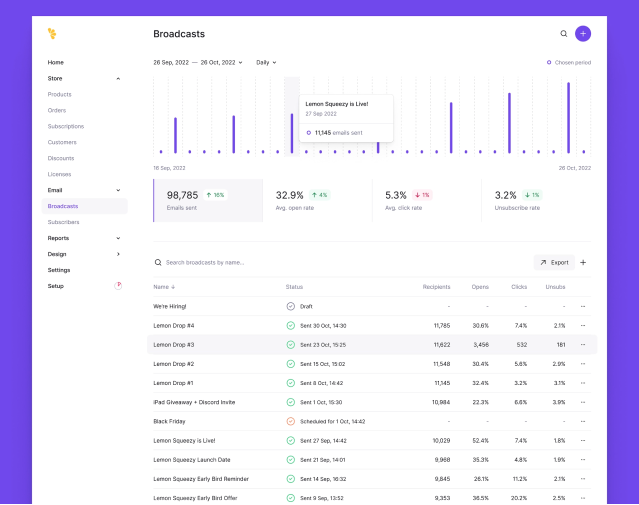 Broadcasts
Home
Store
Products
Orders
Subscriptions
Customers
Discounts
Licenses
Email
Broadcasts
Subscribers
Reports
Design
Settings
Setup
26 Sep, 2022 — 26 Oct, 2022
Daily
Chosen period
Lemon Squeezy is Live!
27 Sep 2022
11,145 emails sent
16 Sep, 2022
26 Oct, 2022
98,785 ↑ 16%
Emails sent
32.9% ↑ 4%
Avg. open rate
5.3% ↓ 1%
Avg. click rate
3.2% ↓ 1%
Unsubscribe rate
Search broadcasts by name...
Export
Name ↓ Status Recipients Opens Clicks Unsubs
We're Hiring! Draft - - - -
Lemon Drop #4 Sent 30 Oct, 14:30 11,785 30.6% 7.4% 2.1%
Lemon Drop #3 Sent 23 Oct, 15:25 11,622 3,456 532 181
Lemon Drop #2 Sent 15 Oct, 15:02 11,548 30.4% 5.6% 2.9%
Lemon Drop #1 Sent 8 Oct, 14:42 11,145 32.4% 3.2% 3.1%
iPad Giveaway + Discord Invite Sent 1 Oct, 15:30 10,984 22.3% 6.6% 3.9%
Black Friday Scheduled for 1 Oct, 14:42 - - - -
Lemon Squeezy is Live! Sent 27 Sep, 14:42 10,029 52.4% 7.4% 1.8%
Lemon Squeezy Launch Date Sent 21 Sep, 14:01 9,968 35.3% 4.8% 1.9%
Lemon Squeezy Early Bird Reminder Sent 14 Sep, 16:32 9,845 26.1% 11.2% 2.1%
Lemon Squeezy Early Bird Offer Sent 9 Sep, 13:52 9,353 36.5% 20.2% 2.5%